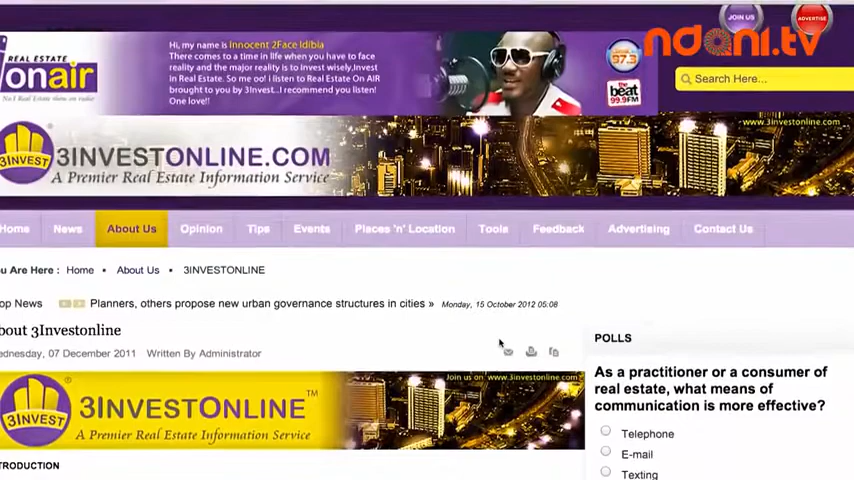 JOIN US
ADVERTISE
ndani.tv
REAL ESTATE
onair
No1 Real Estate show on radio
Hi, my name is Innocent 2Face Idibia
There comes a time in life when you have to face
reality and the major reality is to invest wisely,Invest
in Real Estate. So me oo! i listen to Real Estate On AIR
brought to you by 3Invest...I recommend you listen!
One love!!
97.3
the
beat
99.9FM
Search Here...
3INVEST
3INVESTONLINE.COM
A Premier Real Estate Information Service
www.3investonline.com
Home
News
About Us
Opinion
Tips
Events
Places 'n' Location
Tools
Feedback
Advertising
Contact Us
ou Are Here : Home • About Us • 3INVESTONLINE
op News
Planners, others propose new urban governance structures in cities » Monday, 15 October 2012 05:08
bout 3Investonline
ednesday, 07 December 2011 Written By Administrator
3INVEST
3INVESTONLINE™
A Premier Real Estate Information Service
Join us on www.3investonline.com
TRODUCTION
POLLS
As a practitioner or a consumer of
real estate, what means of
communication is more effective?
Telephone
E-mail
Texting